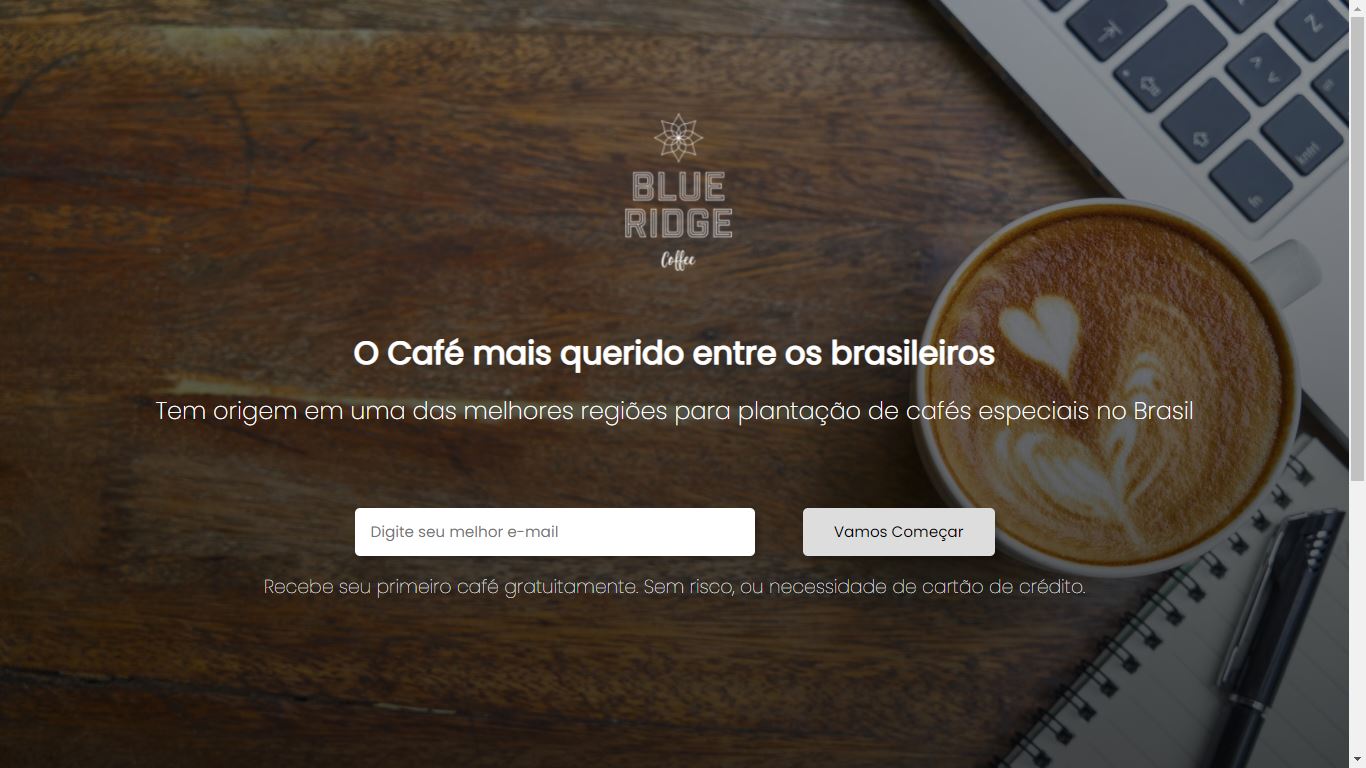 BLUE
RIDGE
Coffee
O Café mais querido entre os brasileiros
Tem origem em uma das melhores regiões para plantação de cafés especiais no Brasil
Digite seu melhor e-mail
Vamos Começar
Recebe seu primeiro café gratuitamente. Sem risco, ou necessidade de cartão de crédito.